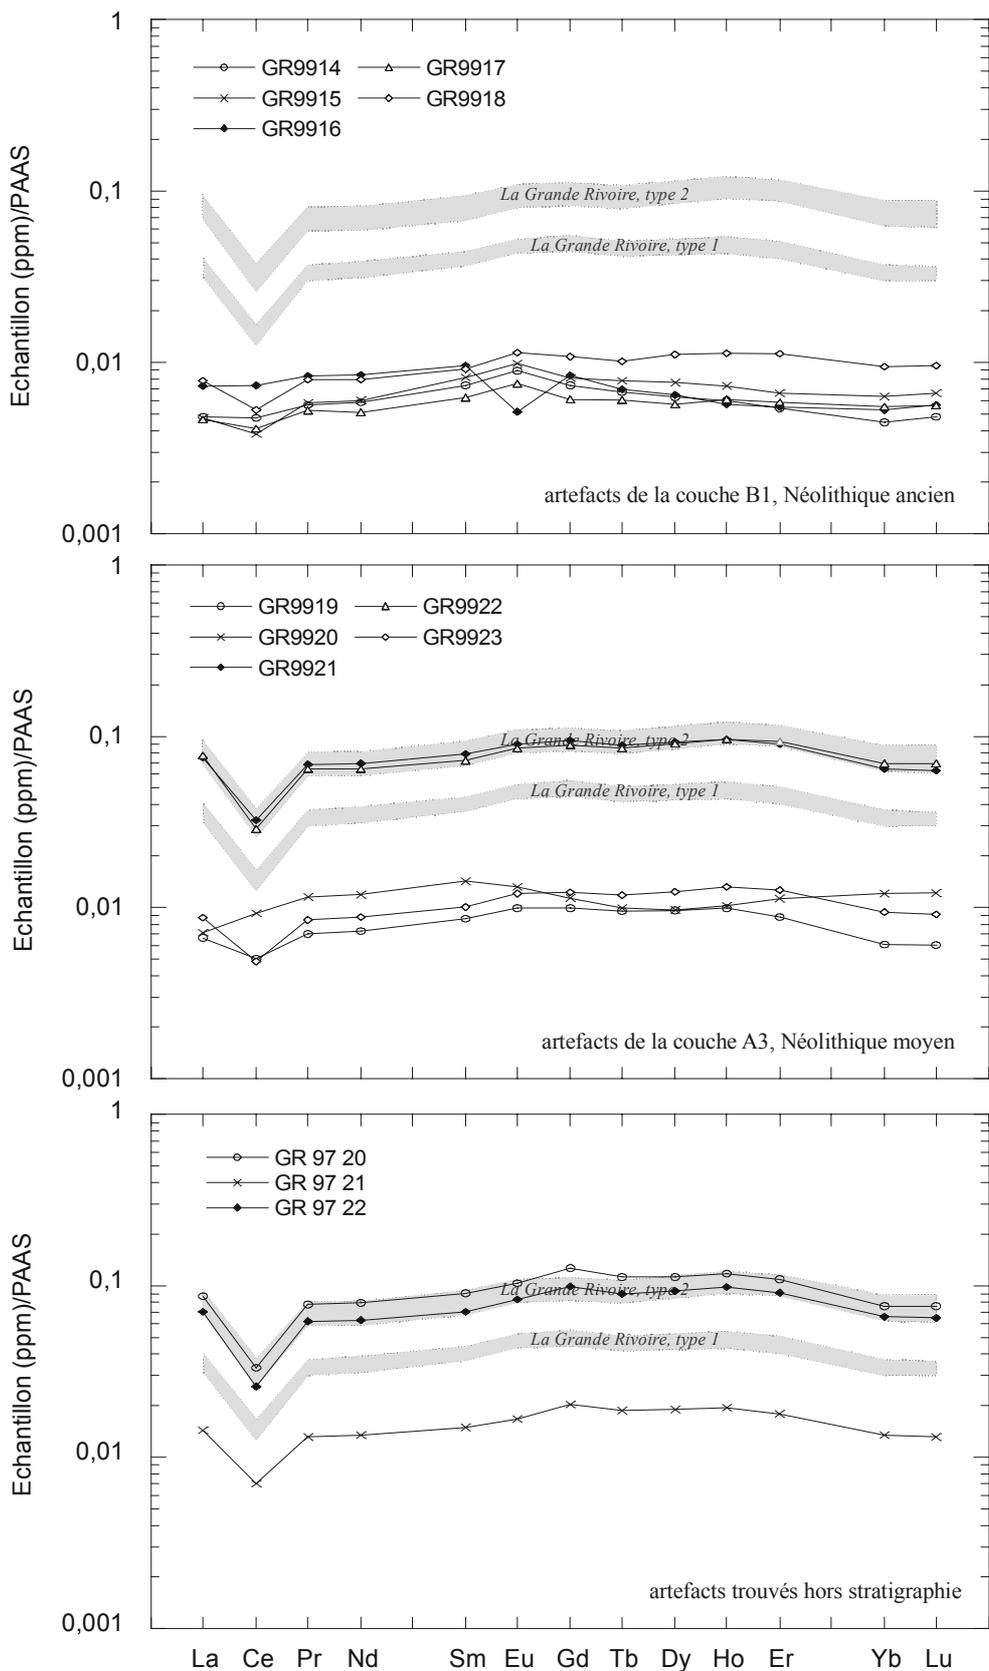 1
GR9914 GR9917
GR9915 GR9918
GR9916
0,1
La Grande Rivoire, type 2
La Grande Rivoire, type 1
0,01
Echantillon (ppm)/PAAS
artefacts de la couche B1, Néolithique ancien
0,001
1
GR9919 GR9922
GR9920 GR9923
GR9921
0,1
La Grande Rivoire, type 2
La Grande Rivoire, type 1
0,01
Echantillon (ppm)/PAAS
artefacts de la couche A3, Néolithique moyen
0,001
1
GR 97 20
GR 97 21
GR 97 22
0,1
La Grande Rivoire, type 2
La Grande Rivoire, type 1
0,01
Echantillon (ppm)/PAAS
artefacts trouvés hors stratigraphie
0,001
La Ce Pr Nd Sm Eu Gd Tb Dy Ho Er Yb Lu